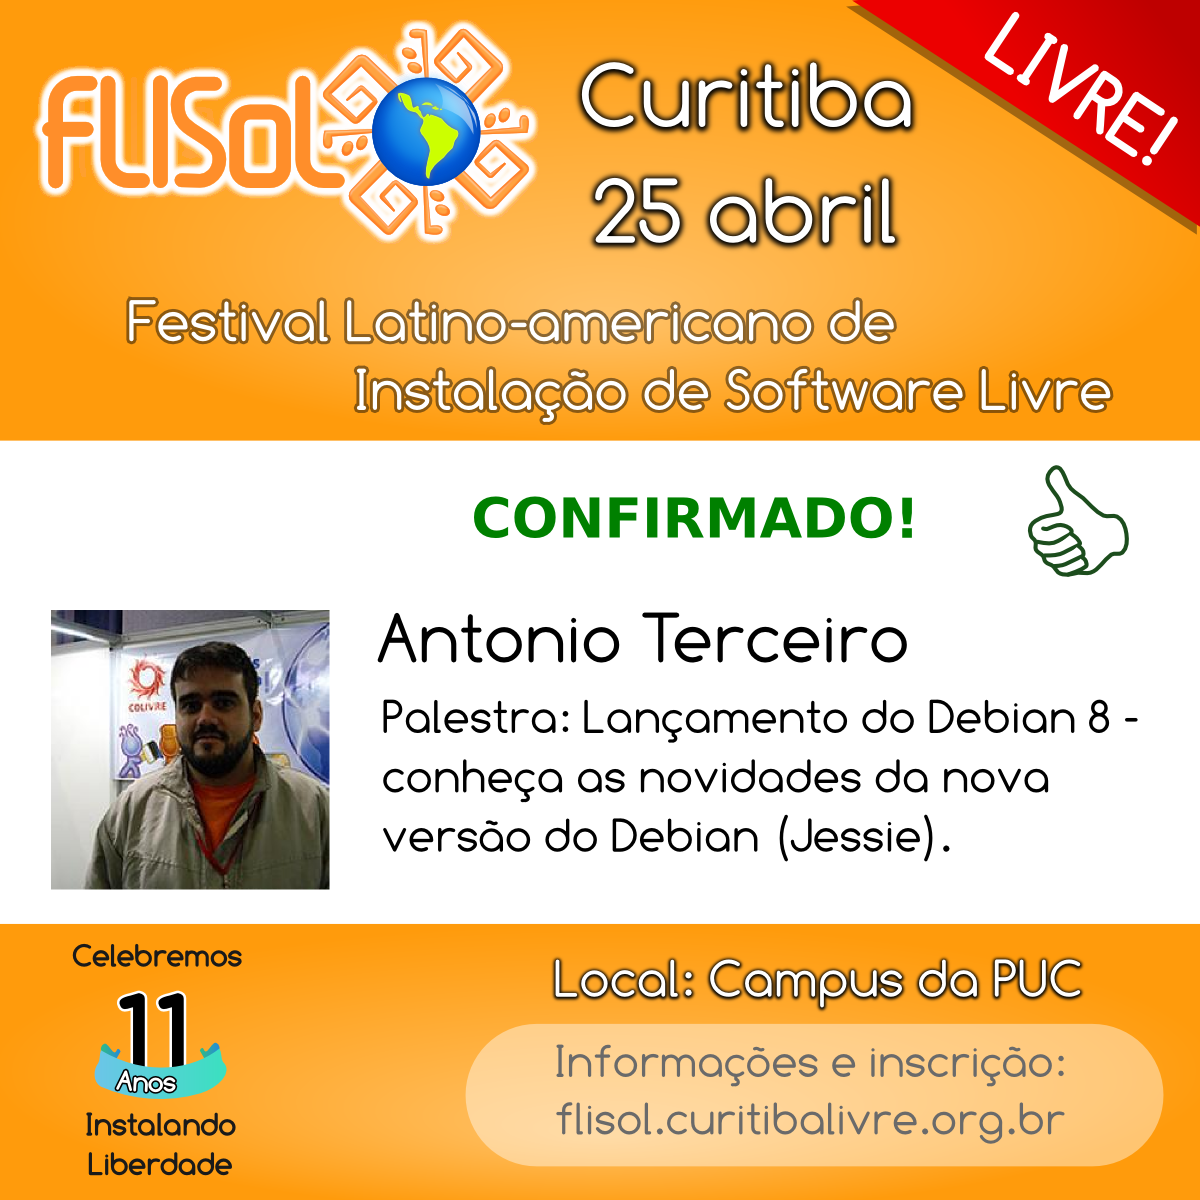 fLISoL
Curitiba
25 abril
LIVRE!
Festival Latino-americano de
Instalação de Software Livre
CONFIRMADO!
COLIVRE
Antonio Terceiro
Palestra: Lançamento do Debian 8 -
conheça as novidades da nova
versão do Debian (Jessie).
Celebremos
11
Anos
Instalando
Liberdade
Local: Campus da PUC
Informações e inscrição:
flisol.curitibalivre.org.br